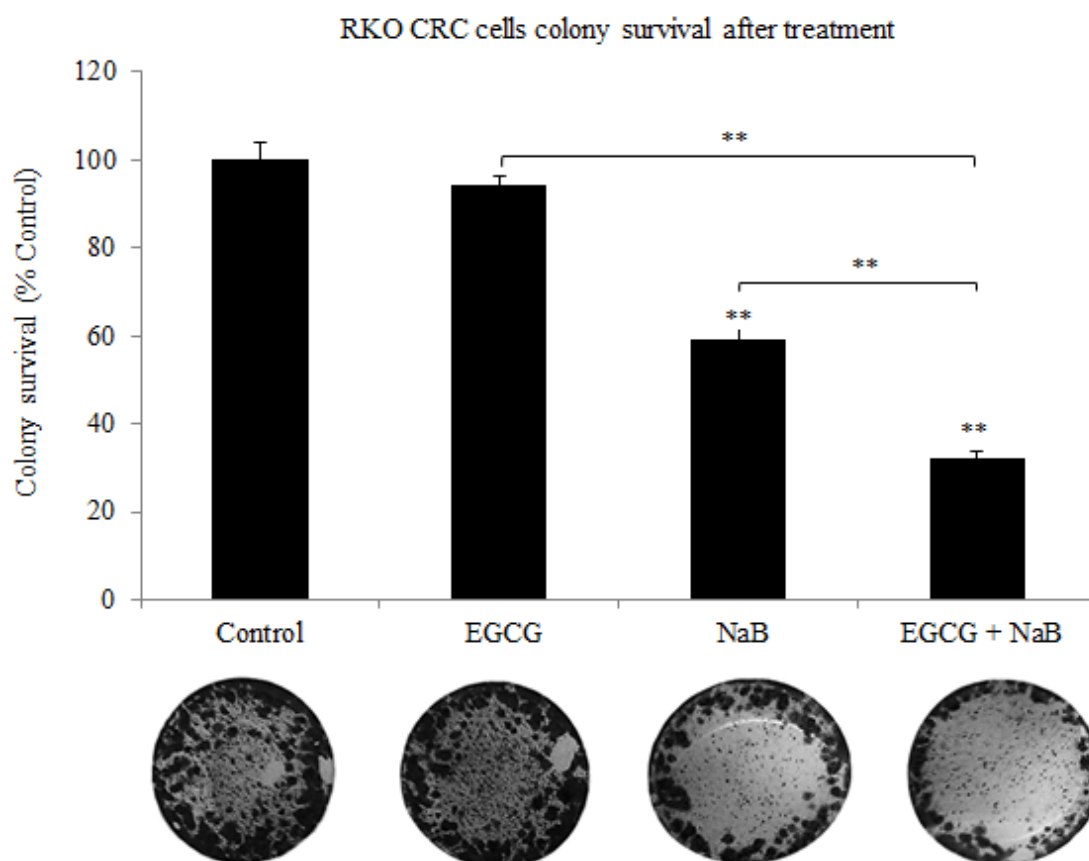 RKO CRC cells colony survival after treatment
Colony survival (% Control)
120
100
80
60
40
20
0
**
**
**
**
Control
EGCG
NaB
EGCG + NaB